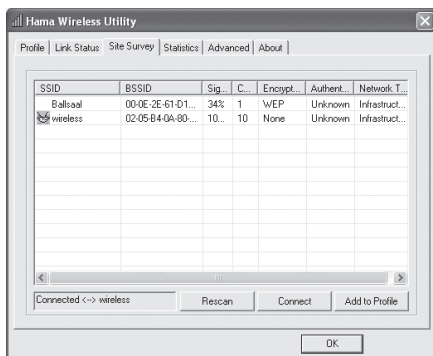 Hama Wireless Utility
Profile Link Status Site Survey Statistics Advanced About
SSID BSSID Sig... C... Encrypt... Authent... Network T...
Ballsaal 00-0E-2E-61-D1... 34% 1 WEP Unknown Infrastruct...
wireless 02-05-B4-0A-80-... 10... 10 None Unknown Infrastruct...
Connected <--> wireless Rescan Connect Add to Profile
OK